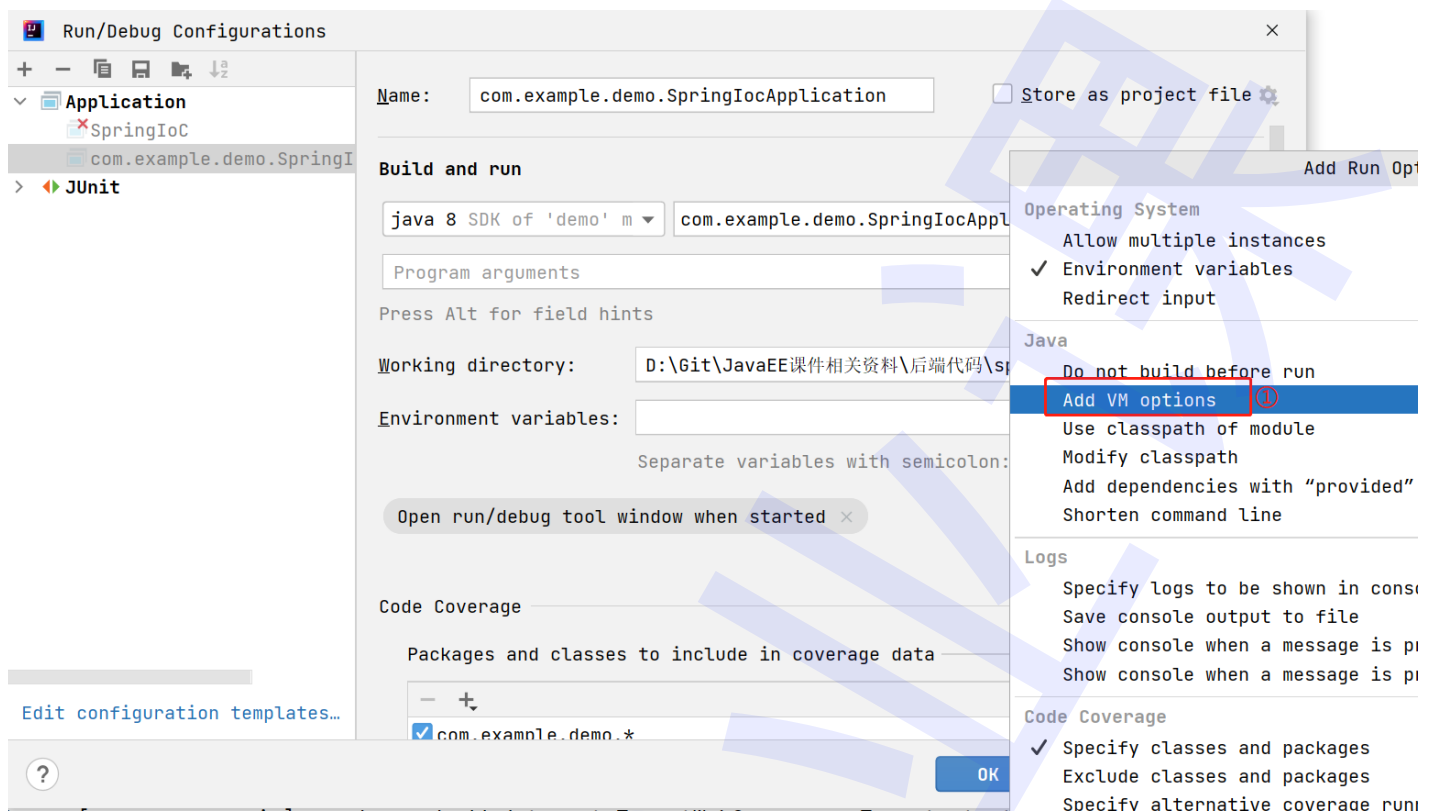 Run/Debug Configurations
Application
SpringIoC
com.example.demo.SpringI
JUnit
Edit configuration templates…
Name: com.example.demo.SpringIocApplication Store as project file
Build and run
java 8 SDK of 'demo' m com.example.demo.SpringIocAppl
Program arguments
Press Alt for field hints
Working directory: D:\Git\JavaEE课件相关资料\后端代码\sp
Environment variables:
Separate variables with semicolon:
Open run/debug tool window when started
Code Coverage
Packages and classes to include in coverage data
com.example.demo.*
OK
Add Run Opt
Operating System
Allow multiple instances
Environment variables
Redirect input
Java
Do not build before run
Add VM options ①
Use classpath of module
Modify classpath
Add dependencies with “provided”
Shorten command line
Logs
Specify logs to be shown in conso
Save console output to file
Show console when a message is pr
Show console when a message is pr
Code Coverage
Specify classes and packages
Exclude classes and packages
Specify alternative coverage runn